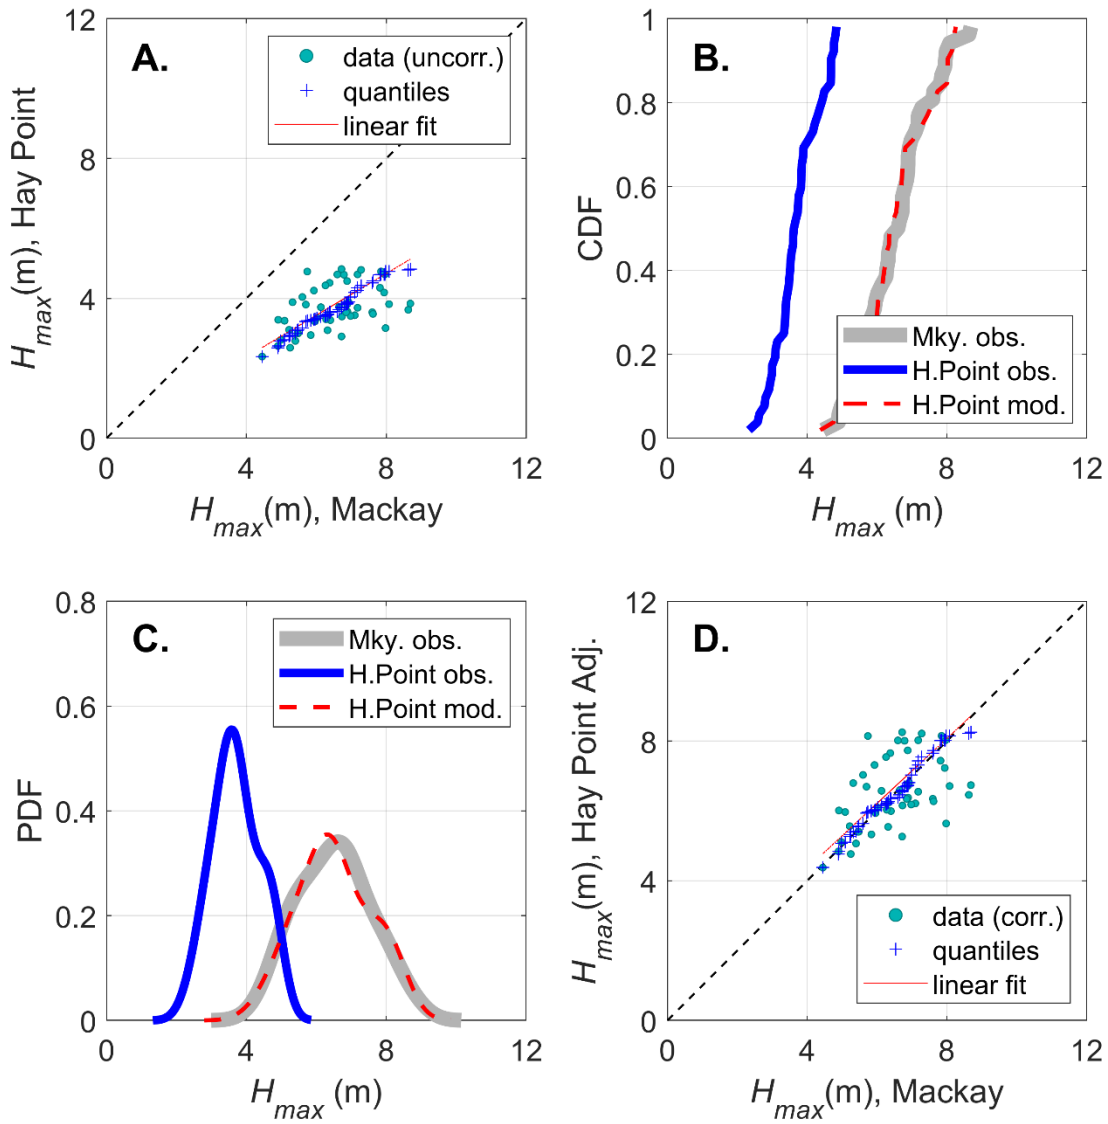 A.
data (uncorr.)
quantiles
linear fit
12
8
4
0
0 4 8 12
H_max(m), Hay Point
H_max(m), Mackay
B.
1
0.8
0.6
0.4
0.2
0
0 4 8 12
CDF
H_max (m)
Mky. obs.
H.Point obs.
H.Point mod.
C.
Mky. obs.
H.Point obs.
H.Point mod.
0.8
0.6
0.4
0.2
0
0 4 8 12
PDF
H_max (m)
D.
12
8
4
0
0 4 8 12
H_max(m), Hay Point Adj.
data (corr.)
quantiles
linear fit
H_max(m), Mackay